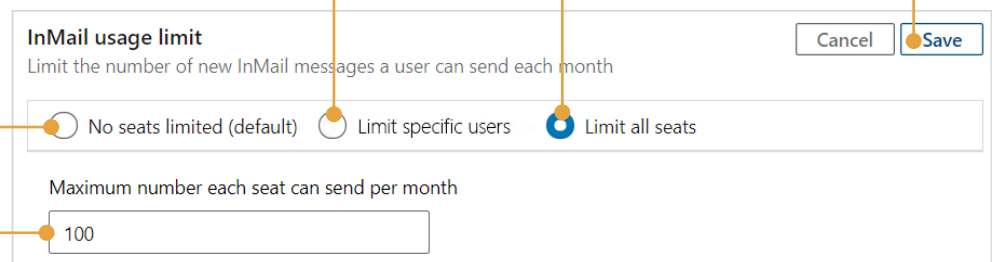 InMail usage limit
Cancel
Save
Limit the number of new InMail messages a user can send each month
No seats limited (default)
Limit specific users
Limit all seats
Maximum number each seat can send per month
100